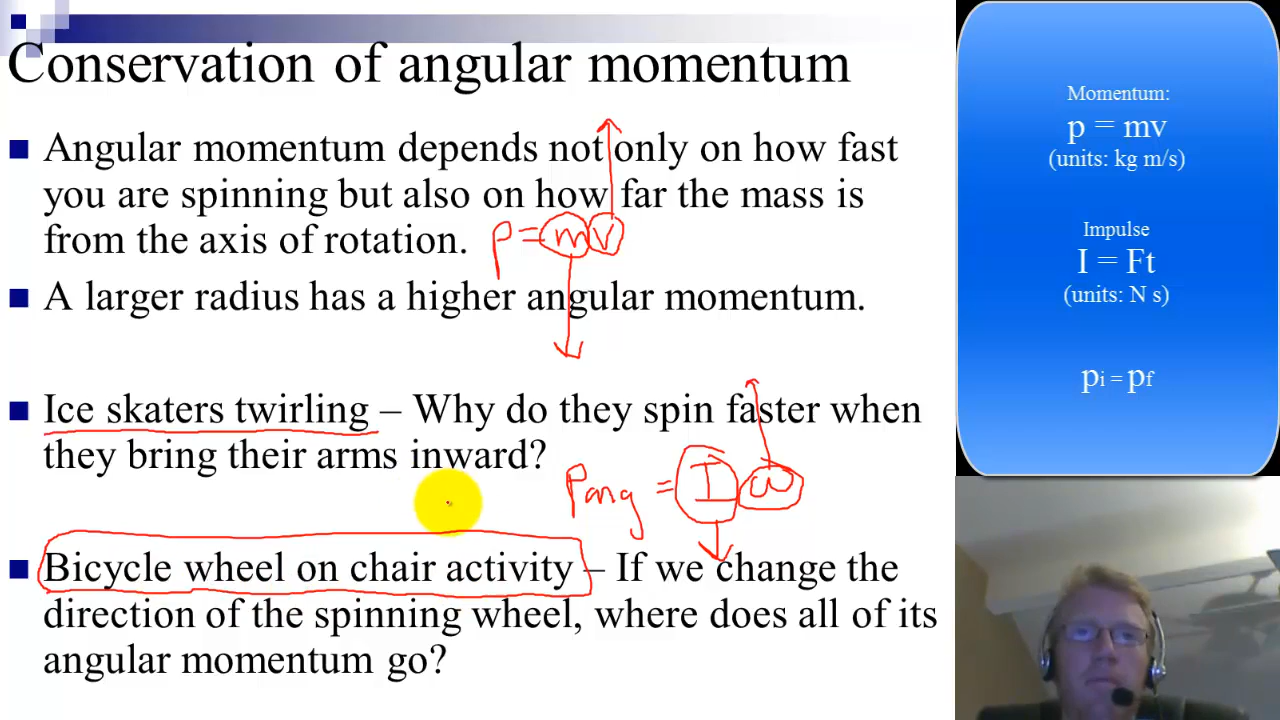 Conservation of angular momentum
■ Angular momentum depends not only on how fast
you are spinning but also on how far the mass is
from the axis of rotation.
p = mv
■ A larger radius has a higher angular momentum.
■ Ice skaters twirling – Why do they spin faster when
they bring their arms inward?
Pang = Iω
■ Bicycle wheel on chair activity – If we change the
direction of the spinning wheel, where does all of its
angular momentum go?
Momentum:
p = mv
(units: kg m/s)
Impulse
I = Ft
(units: N s)
pi = pf